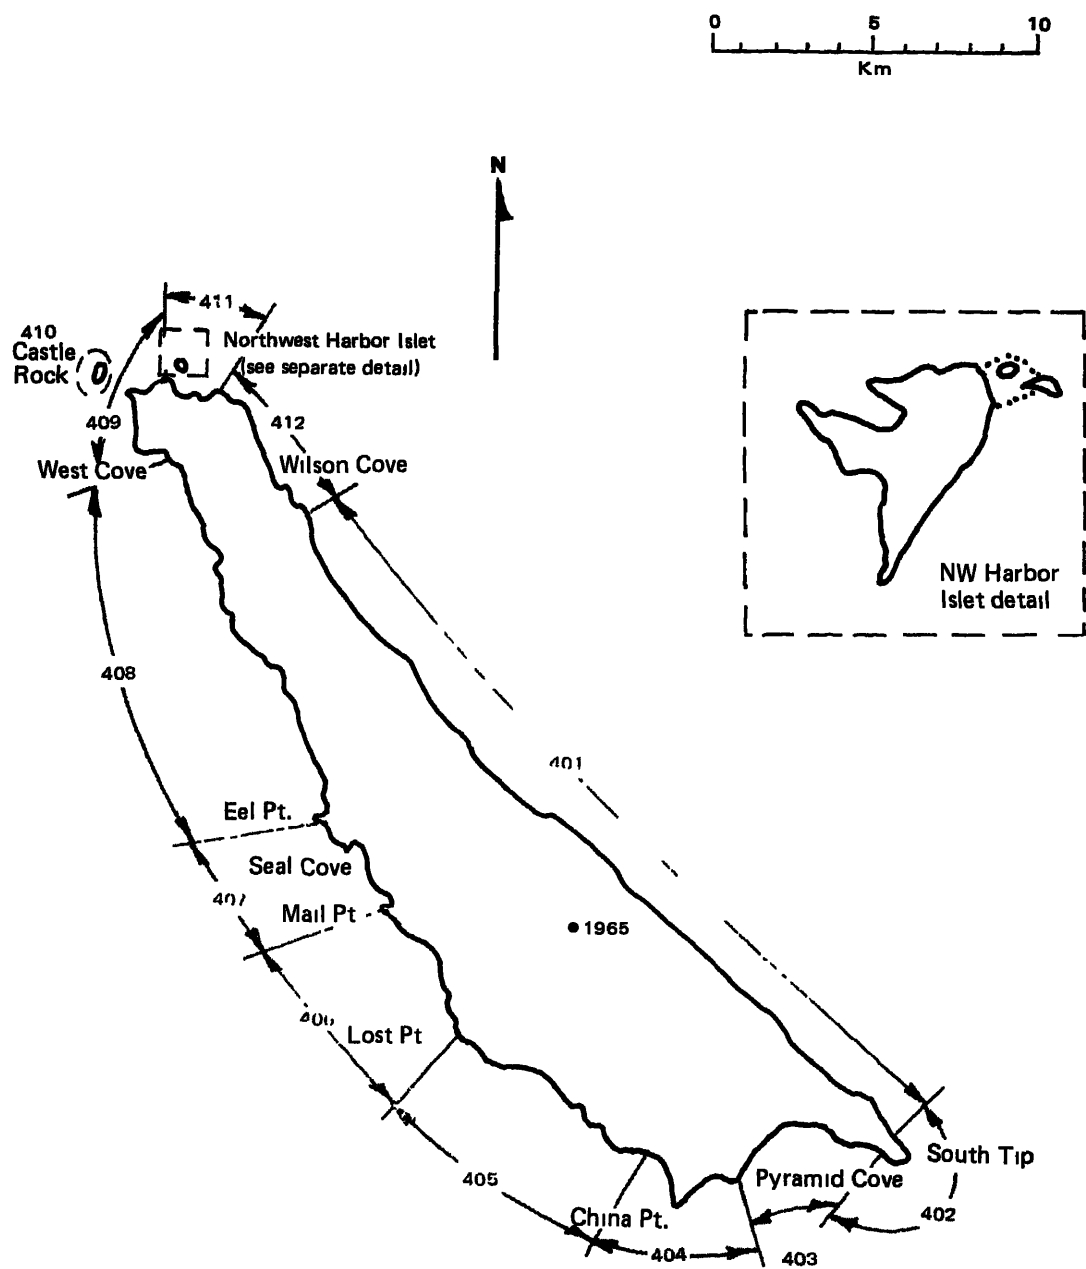 0 5 10
Km
N
411
410
Castle
Rock
Northwest Harbor Islet
(see separate detail)
409
412
West Cove
Wilson Cove
NW Harbor
Islet detail
408
401
Eel Pt.
Seal Cove
407
Mail Pt
1965
Lost Pt
405
South Tip
Pyramid Cove
402
China Pt.
404
403